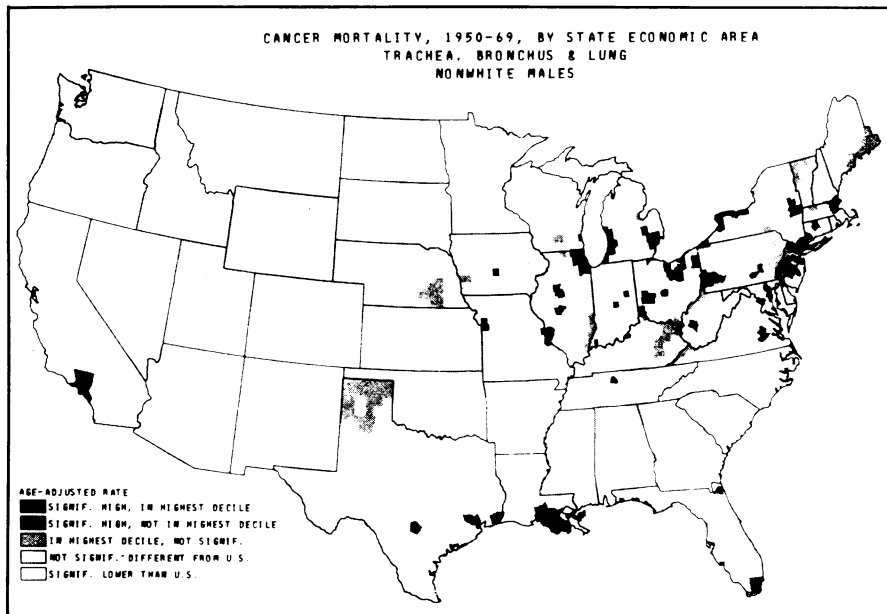 CANCER MORTALITY, 1950-69, BY STATE ECONOMIC AREA
TRACHEA, BRONCHUS & LUNG
NONWHITE MALES
AGE-ADJUSTED RATE
SIGNIF. HIGH, IN HIGHEST DECILE
SIGNIF. HIGH, NOT IN HIGHEST DECILE
IN HIGHEST DECILE, NOT SIGNIF.
NOT SIGNIF. DIFFERENT FROM U.S.
SIGNIF. LOWER THAN U.S.